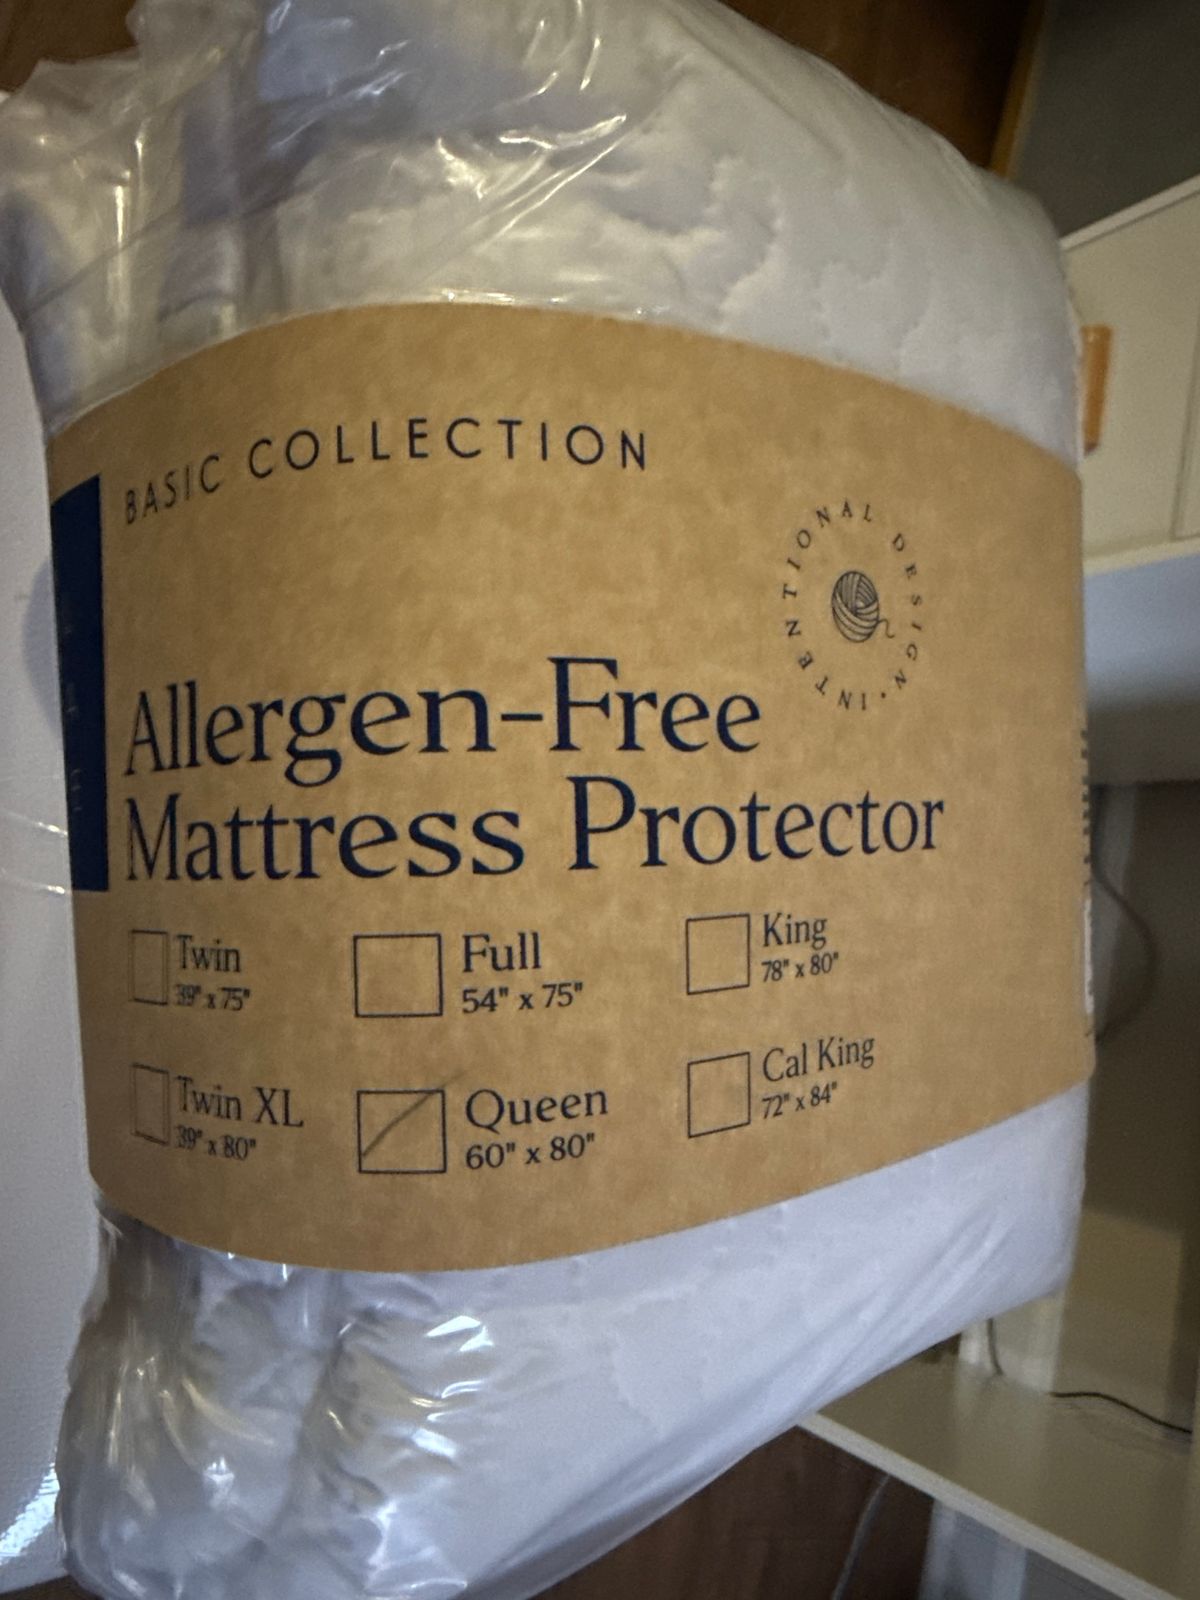 BASIC COLLECTION
INTENTIONAL DESIGN •
Allergen-Free
Mattress Protector
Twin
39" x 75"
Full
54" x 75"
King
78" x 80"
Twin XL
39" x 80"
Queen
60" x 80"
Cal King
72" x 84"